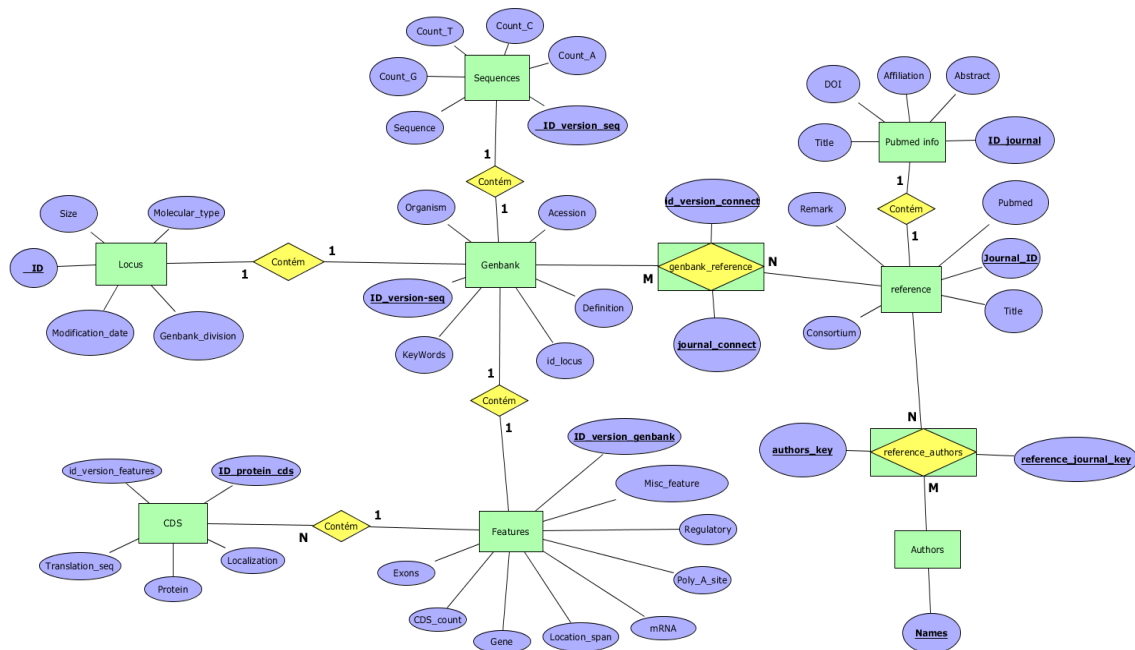 Count_T
Count_C
Count_A
Count_G
Sequences
Sequence
_ID_version_seq
1
Contém
1
DOI
Affiliation
Abstract
Title
Pubmed info
ID_journal
1
Contém
1
Remark
Pubmed
reference
Journal_ID
Title
Consortium
Size
Molecular_type
_ID
Locus
1
Contém
1
Modification_date
Genbank_division
Organism
Acession
Genbank
ID_version-seq
Definition
KeyWords
id_locus
id_version_connect
M
genbank_reference
N
journal_connect
1
Contém
1
ID_version_genbank
Misc_feature
Regulatory
Features
Poly_A_site
Exons
CDS_count
Gene
Location_span
mRNA
id_version_features
ID_protein_cds
CDS
N
Contém
1
Translation_seq
Protein
Localization
N
authors_key
reference_authors
reference_journal_key
M
Authors
Names